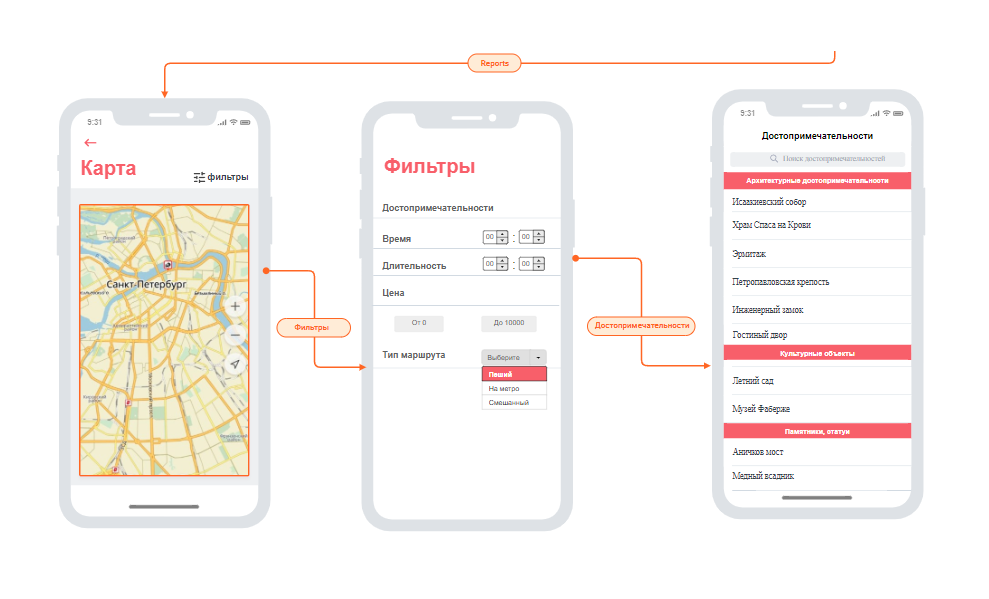 Reports
9:31
Карта
фильтры
Санкт-Петербург
+
−
Фильтры
Фильтры
Достопримечательности
Время
00 : 00
Длительность
00 : 00
Цена
От 0
До 10000
Тип маршрута
Выберите
Пеший
На метро
Смешанный
Достопримечательности
9:31
Достопримечательности
Поиск достопримечательностей
Архитектурные достопримечательности
Исаакиевский собор
Храм Спаса на Крови
Эрмитаж
Петропавловская крепость
Инженерный замок
Гостиный двор
Культурные объекты
Летний сад
Музей Фаберже
Памятники, статуи
Аничков мост
Медный всадник